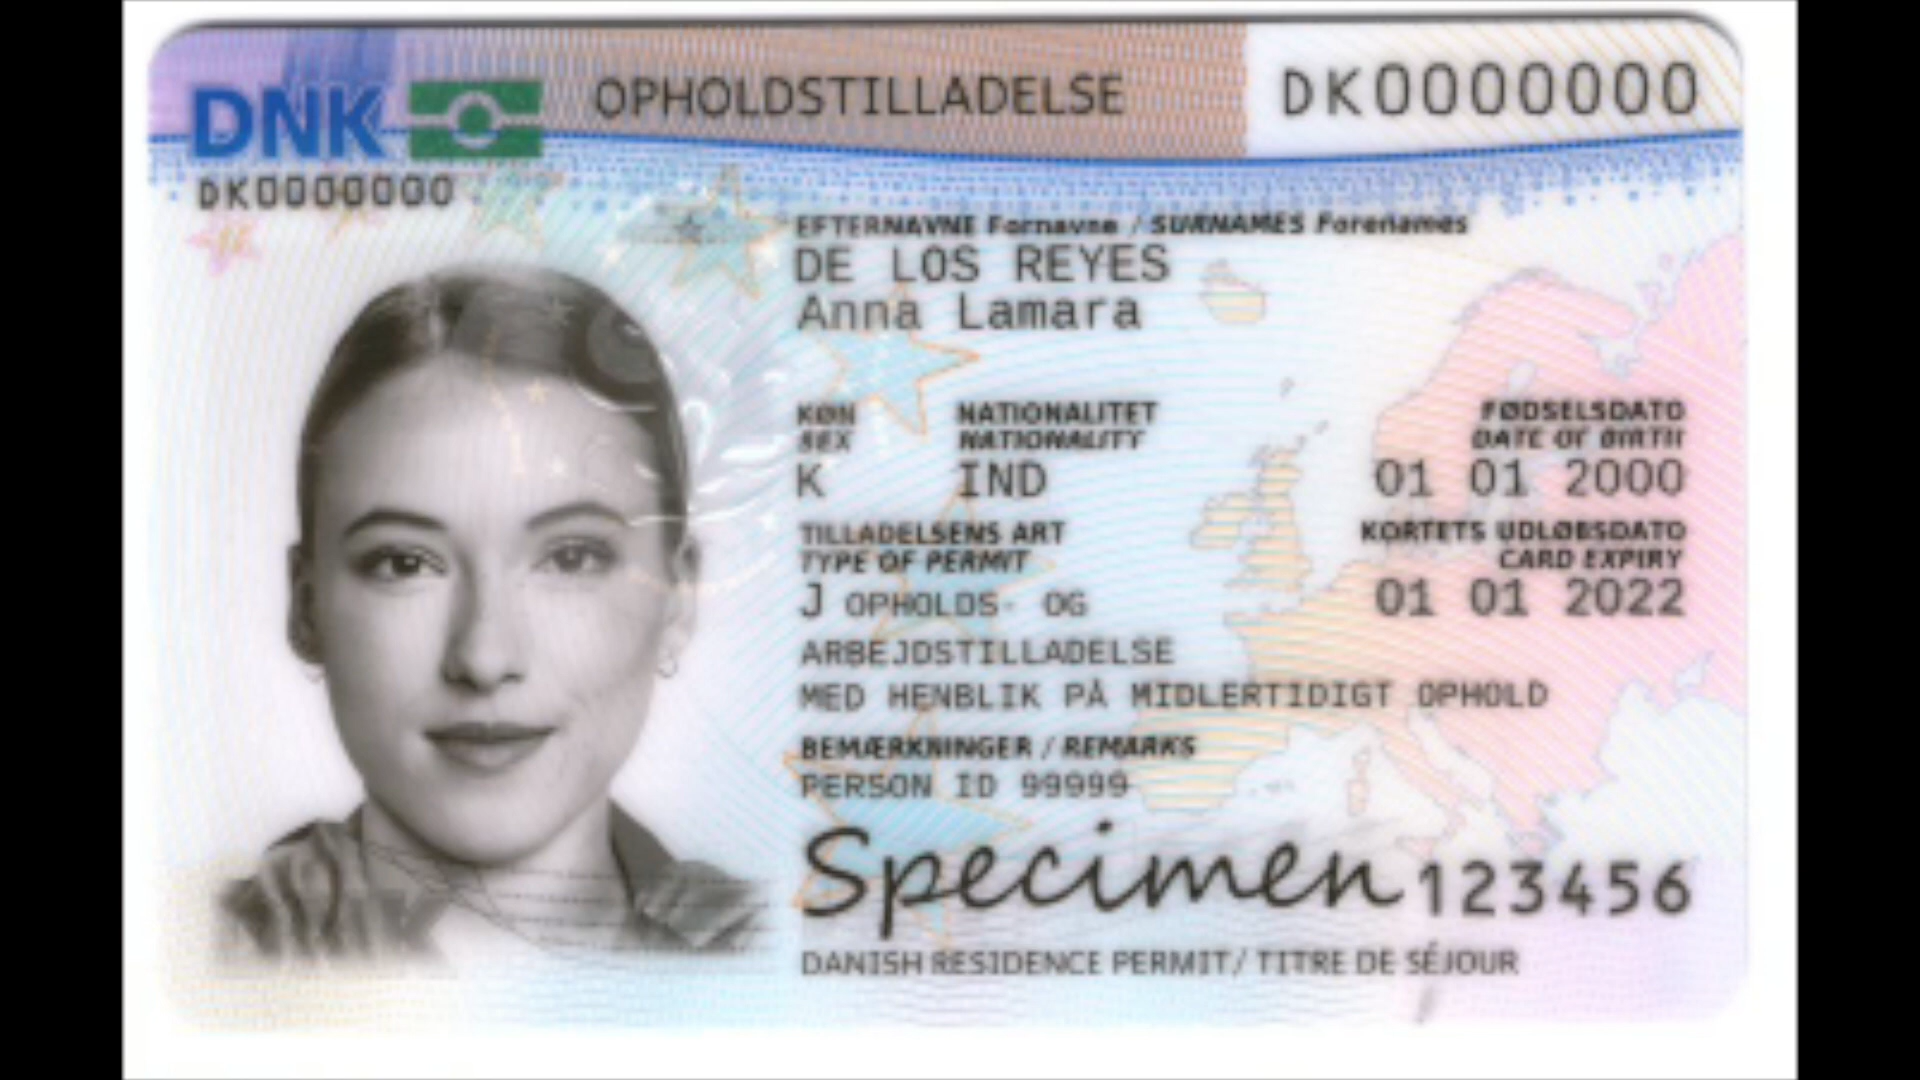 DNK OPHOLDSTILLADELSE DK0000000
DK0000000
EFTERNAVNE Fornavne / SURNAMES Forenames
DE LOS REYES
Anna Lamara
KØN NATIONALITET FØDSELSDATO
SEX NATIONALITY DATE OF BIRTH
K IND 01 01 2000
TILLADELSENS ART KORTETS UDLØBSDATO
TYPE OF PERMIT CARD EXPIRY
J OPHOLDS- OG 01 01 2022
ARBEJDSTILLADELSE
MED HENBLIK PÅ MIDLERTIDIGT OPHOLD
BEMÆRKNINGER / REMARKS
PERSON ID 99999
Specimen 123456
DANISH RESIDENCE PERMIT/ TITRE DE SÉJOUR